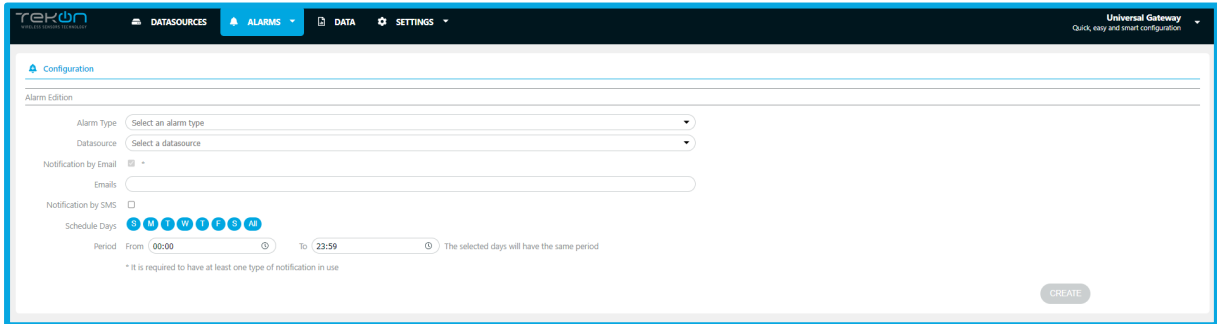 TEKON
WIRELESS SENSORS TECHNOLOGY
DATASOURCES ALARMS DATA SETTINGS
Universal Gateway
Quick, easy and smart configuration
Configuration
Alarm Edition
Alarm Type Select an alarm type
Datasource Select a datasource
Notification by Email *
Emails
Notification by SMS
Schedule Days S M T W T F S All
Period From 00:00 To 23:59 The selected days will have the same period
* It is required to have at least one type of notification in use
CREATE